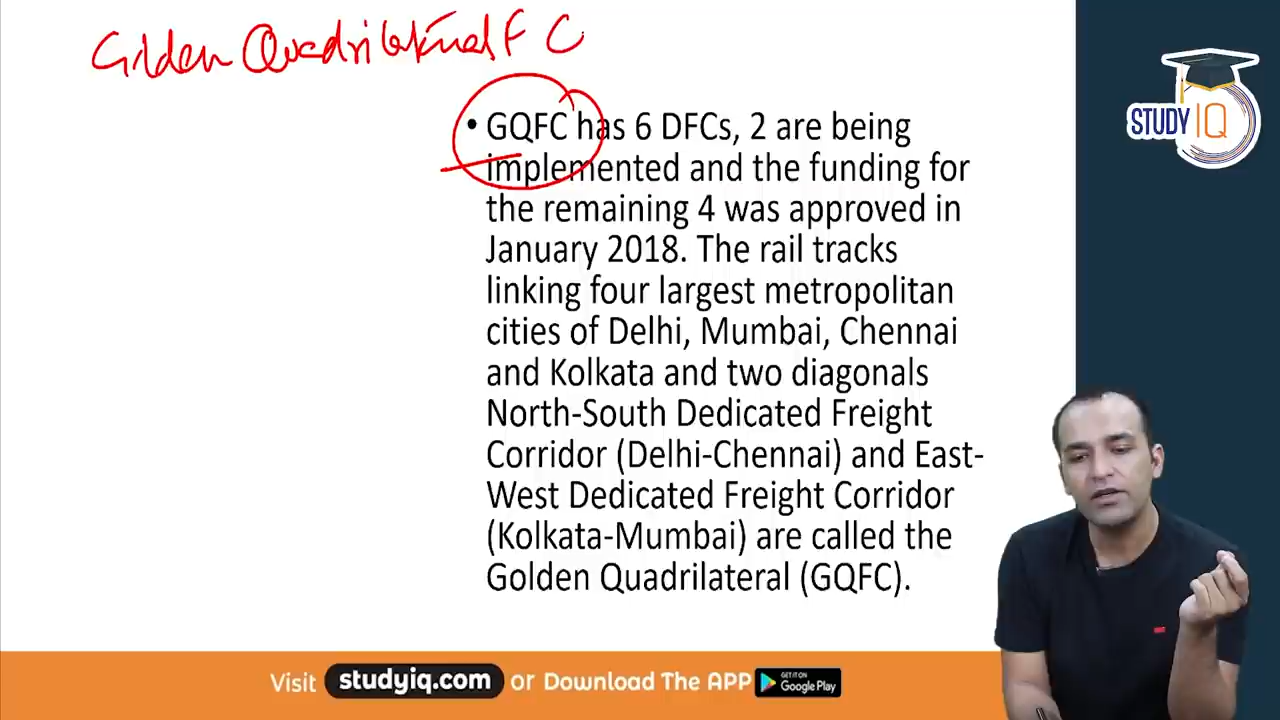 Golden Quadrilateral F C
• GQFC has 6 DFCs, 2 are being
implemented and the funding for
the remaining 4 was approved in
January 2018. The rail tracks
linking four largest metropolitan
cities of Delhi, Mumbai, Chennai
and Kolkata and two diagonals
North-South Dedicated Freight
Corridor (Delhi-Chennai) and East-
West Dedicated Freight Corridor
(Kolkata-Mumbai) are called the
Golden Quadrilateral (GQFC).
STUDY IQ
Visit studyiq.com or Download The APP GET IT ON Google Play